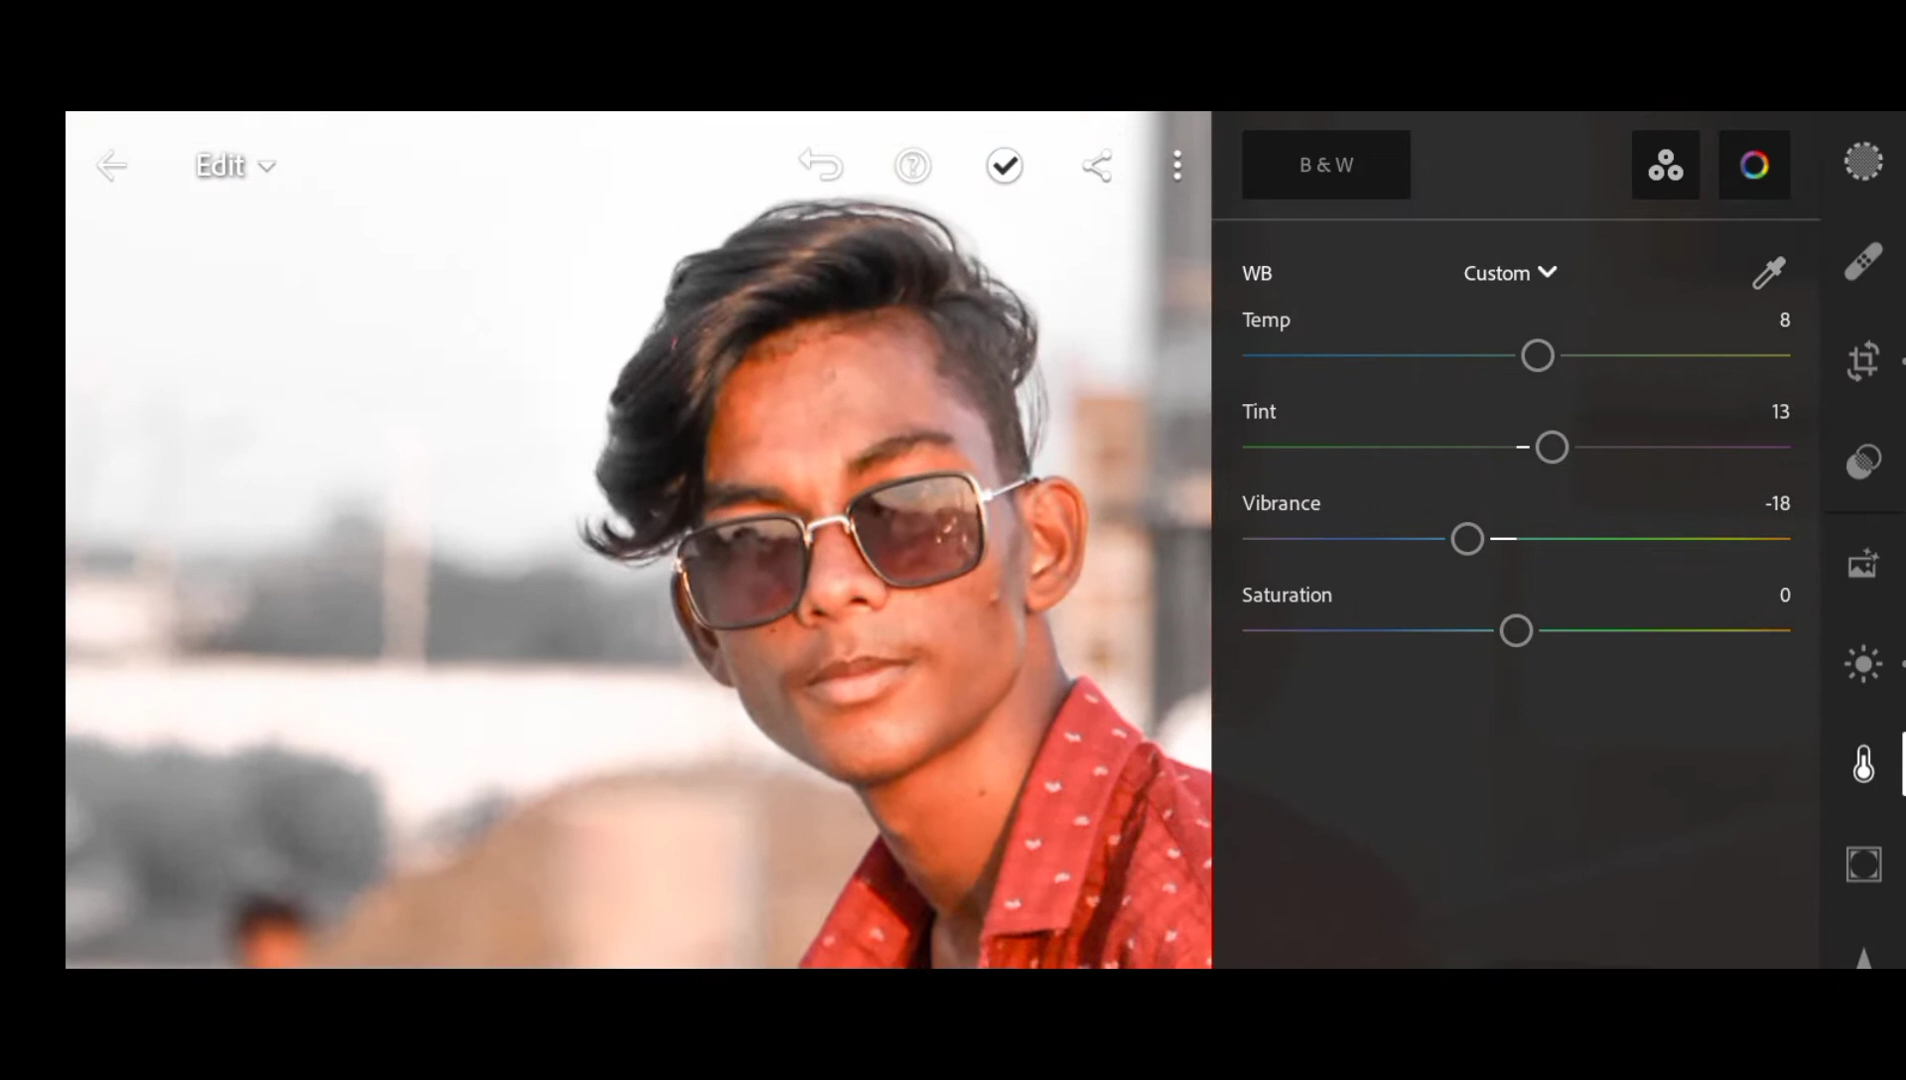 Edit
B & W
WB Custom
Temp 8
Tint 13
Vibrance -18
Saturation 0